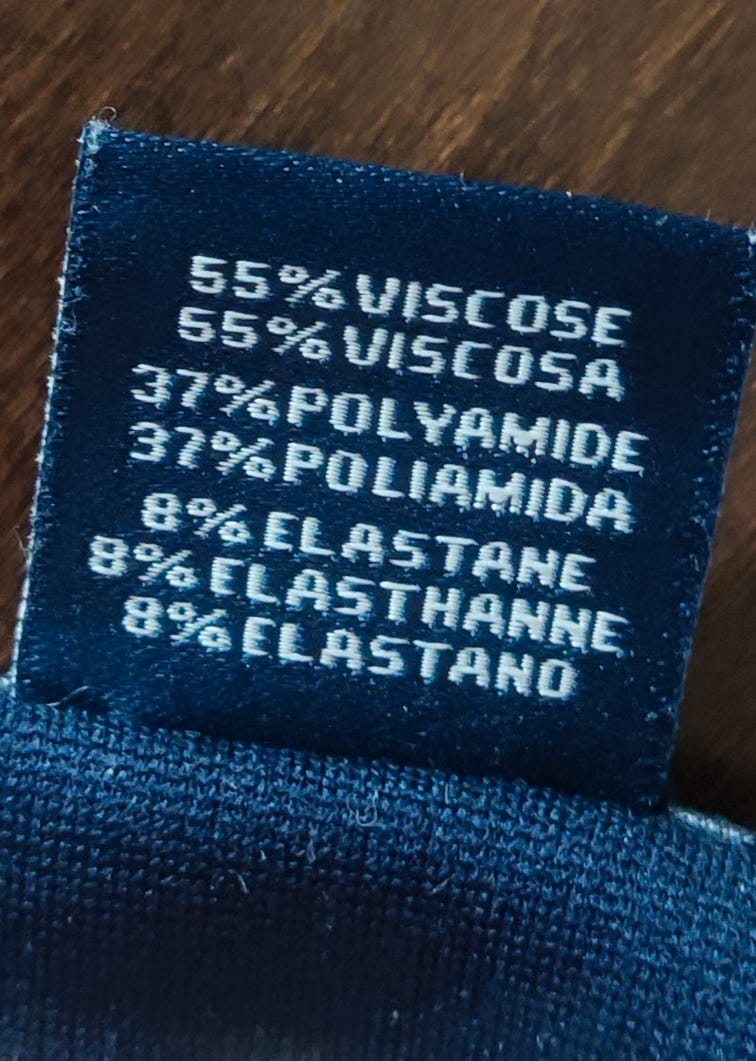 55% VISCOSE
55% VISCOSA
37% POLYAMIDE
37% POLIAMIDA
8% ELASTANE
8% ELASTHANNE
8% ELASTANO